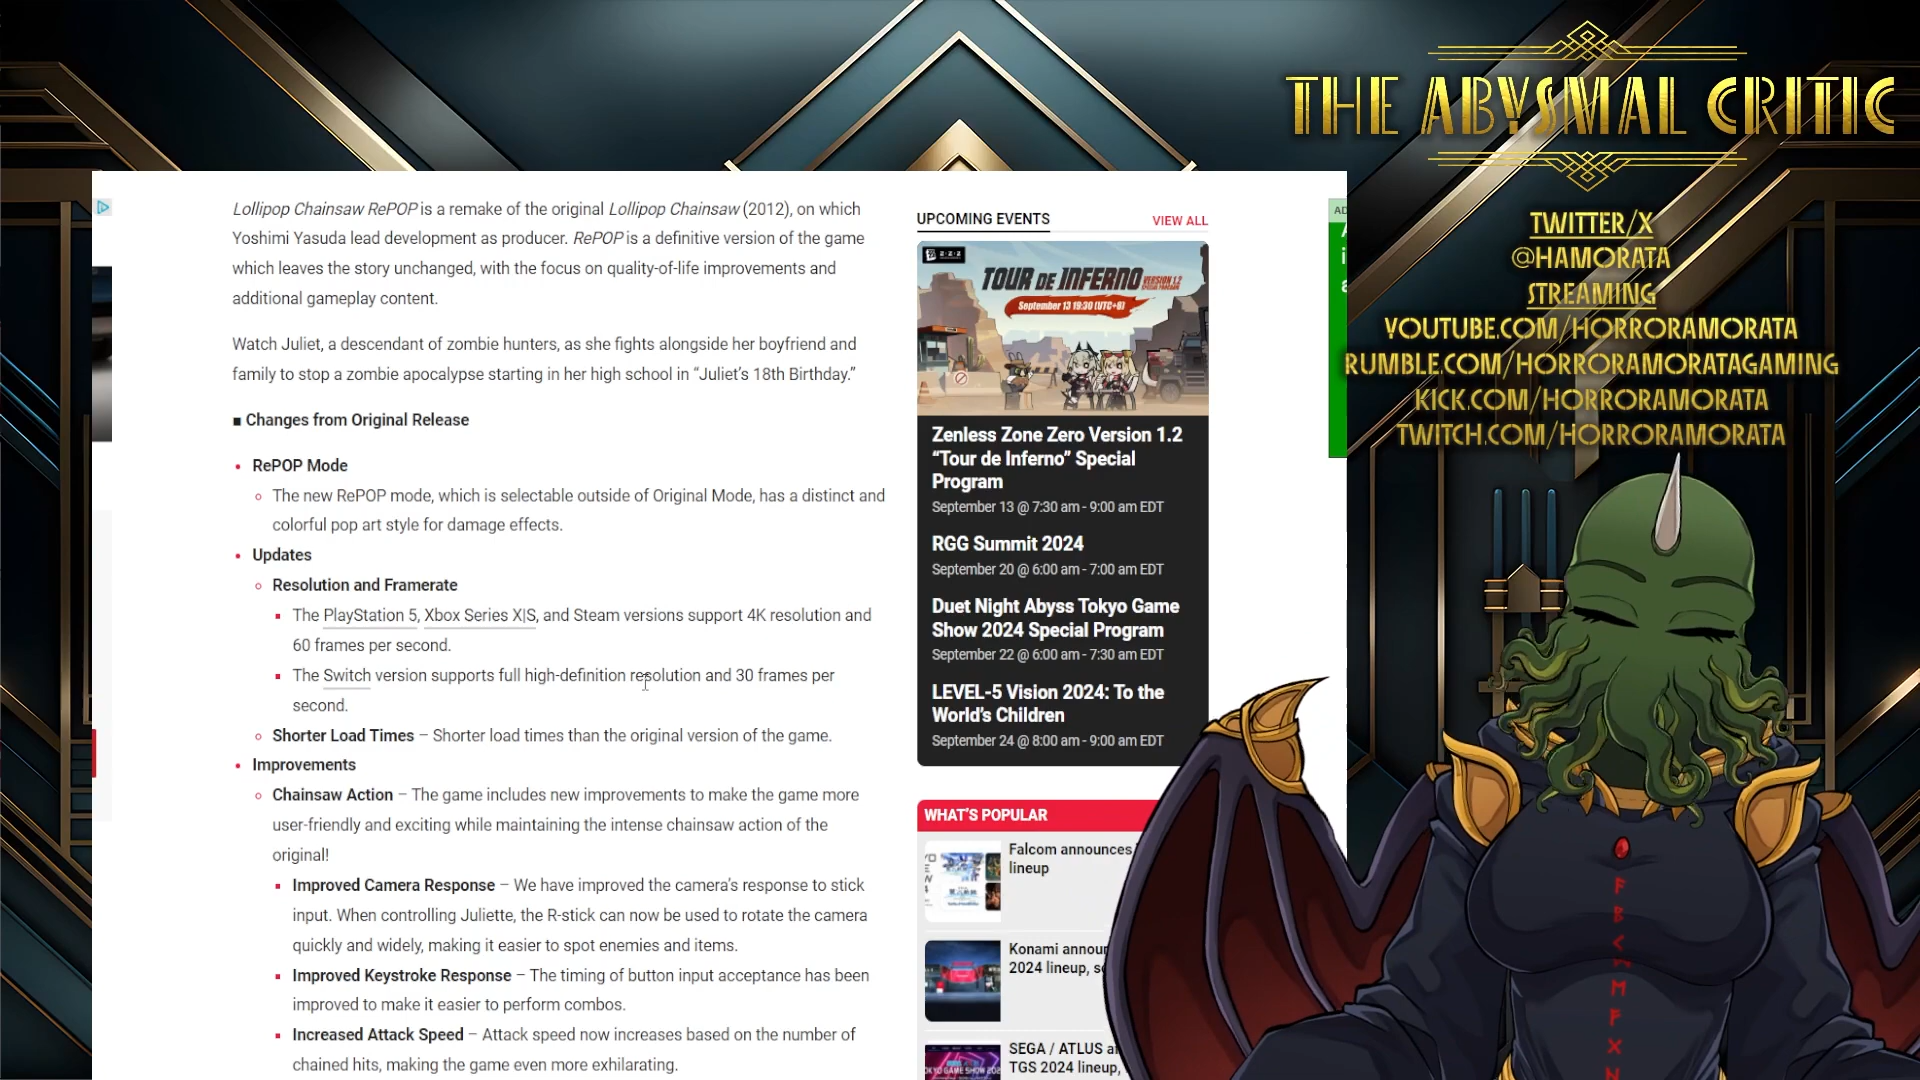 THE ABYSMAL CRITIC
TWITTER/X
@HAMORATA
STREAMING
YOUTUBE.COM/HORRORAMORATA
RUMBLE.COM/HORRORAMORATAGAMING
KICK.COM/HORRORAMORATA
TWITCH.COM/HORRORAMORATA
Lollipop Chainsaw RePOP is a remake of the original Lollipop Chainsaw (2012), on which
Yoshimi Yasuda lead development as producer. RePOP is a definitive version of the game
which leaves the story unchanged, with the focus on quality-of-life improvements and
additional gameplay content.
Watch Juliet, a descendant of zombie hunters, as she fights alongside her boyfriend and
family to stop a zombie apocalypse starting in her high school in “Juliet’s 18th Birthday.”
■ Changes from Original Release
• RePOP Mode
◦ The new RePOP mode, which is selectable outside of Original Mode, has a distinct and
colorful pop art style for damage effects.
• Updates
◦ Resolution and Framerate
▪ The PlayStation 5, Xbox Series X|S, and Steam versions support 4K resolution and
60 frames per second.
▪ The Switch version supports full high-definition resolution and 30 frames per
second.
◦ Shorter Load Times – Shorter load times than the original version of the game.
• Improvements
◦ Chainsaw Action – The game includes new improvements to make the game more
user-friendly and exciting while maintaining the intense chainsaw action of the
original!
▪ Improved Camera Response – We have improved the camera’s response to stick
input. When controlling Juliette, the R-stick can now be used to rotate the camera
quickly and widely, making it easier to spot enemies and items.
▪ Improved Keystroke Response – The timing of button input acceptance has been
improved to make it easier to perform combos.
▪ Increased Attack Speed – Attack speed now increases based on the number of
chained hits, making the game even more exhilarating.
UPCOMING EVENTS
VIEW ALL
TOUR DE INFERNO VERSION 1.2
SPECIAL PROGRAM
September 13 19:30 (UTC+8)
Zenless Zone Zero Version 1.2
“Tour de Inferno” Special
Program
September 13 @ 7:30 am - 9:00 am EDT
RGG Summit 2024
September 20 @ 6:00 am - 7:00 am EDT
Duet Night Abyss Tokyo Game
Show 2024 Special Program
September 22 @ 6:00 am - 7:30 am EDT
LEVEL-5 Vision 2024: To the
World’s Children
September 24 @ 8:00 am - 9:00 am EDT
WHAT’S POPULAR
Falcom announces
lineup
Konami announ
2024 lineup,
SEGA / ATLUS
TGS 2024 lineup,